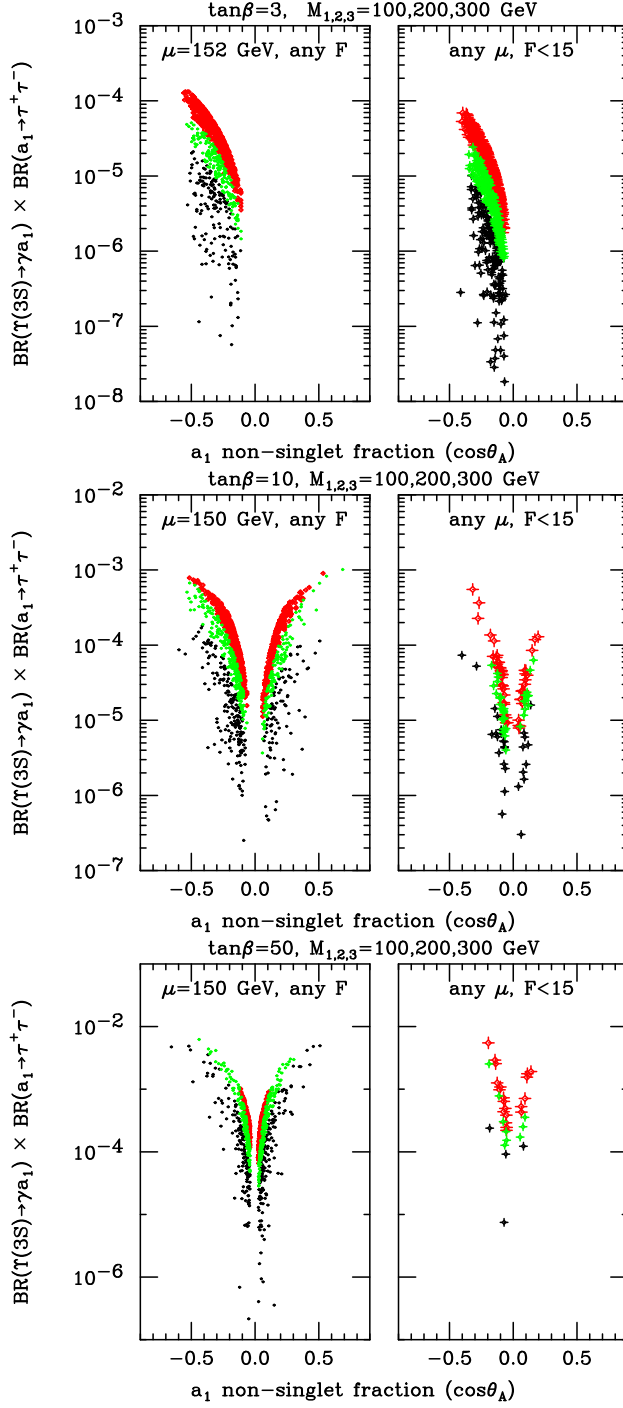 tanβ=3, M₁,₂,₃=100,200,300 GeV
μ=152 GeV, any F
any μ, F<15
BR(Υ(3S)→γa₁) × BR(a₁→τ⁺τ⁻)
10⁻³
10⁻⁴
10⁻⁵
10⁻⁶
10⁻⁷
10⁻⁸
−0.5 0.0 0.5 −0.5 0.0 0.5
a₁ non−singlet fraction (cosθ_A)
tanβ=10, M₁,₂,₃=100,200,300 GeV
μ=150 GeV, any F
any μ, F<15
BR(Υ(3S)→γa₁) × BR(a₁→τ⁺τ⁻)
10⁻²
10⁻³
10⁻⁴
10⁻⁵
10⁻⁶
10⁻⁷
−0.5 0.0 0.5 −0.5 0.0 0.5
a₁ non−singlet fraction (cosθ_A)
tanβ=50, M₁,₂,₃=100,200,300 GeV
μ=150 GeV, any F
any μ, F<15
BR(Υ(3S)→γa₁) × BR(a₁→τ⁺τ⁻)
10⁻²
10⁻⁴
10⁻⁶
−0.5 0.0 0.5 −0.5 0.0 0.5
a₁ non−singlet fraction (cosθ_A)